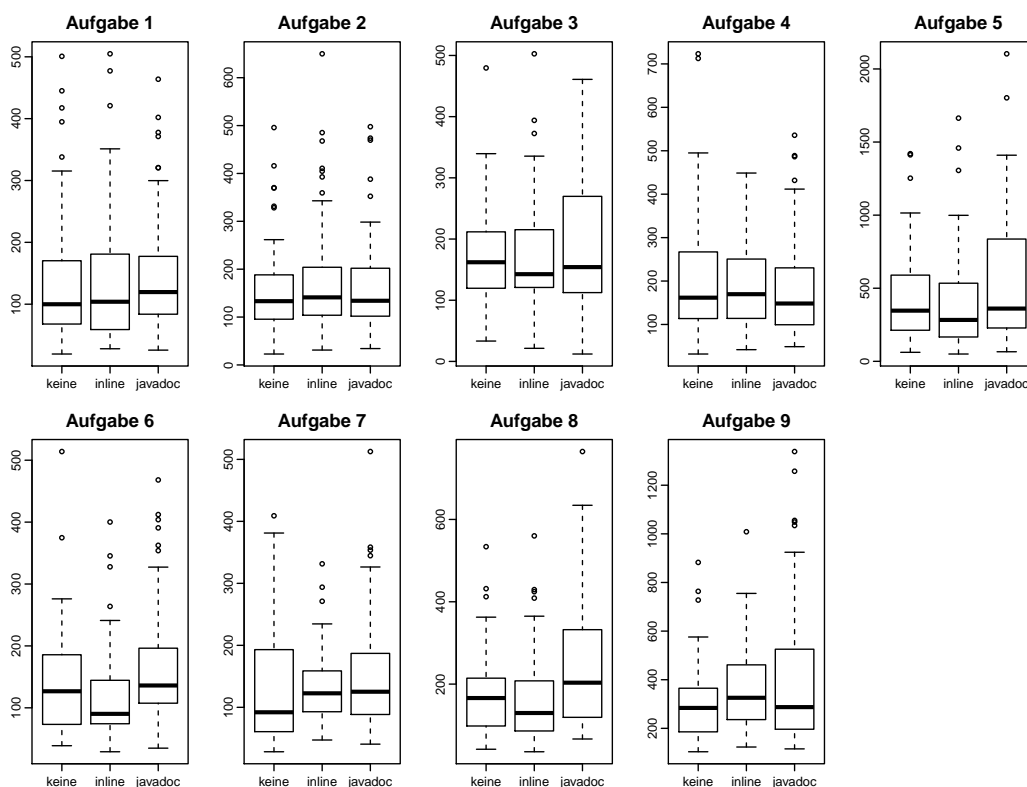 Aufgabe 1
500
300
100
keine inline javadoc
Aufgabe 2
600
500
400
300
200
100
0
keine inline javadoc
Aufgabe 3
500
400
300
200
100
0
keine inline javadoc
Aufgabe 4
700
600
500
400
300
200
100
keine inline javadoc
Aufgabe 5
2000
1500
1000
500
0
keine inline javadoc
Aufgabe 6
500
400
300
200
100
keine inline javadoc
Aufgabe 7
500
400
300
200
100
keine inline javadoc
Aufgabe 8
600
400
200
keine inline javadoc
Aufgabe 9
1200
1000
800
600
400
200
keine inline javadoc